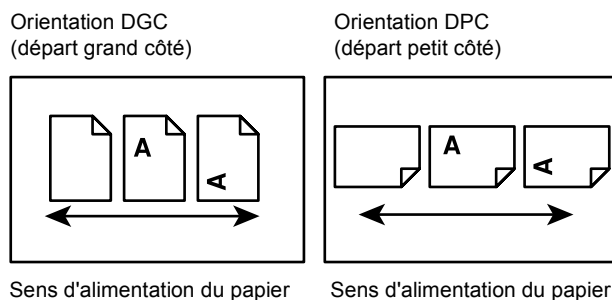 Orientation DGC
(départ grand côté)
A
A
Sens d'alimentation du papier
Orientation DPC
(départ petit côté)
A
A
Sens d'alimentation du papier